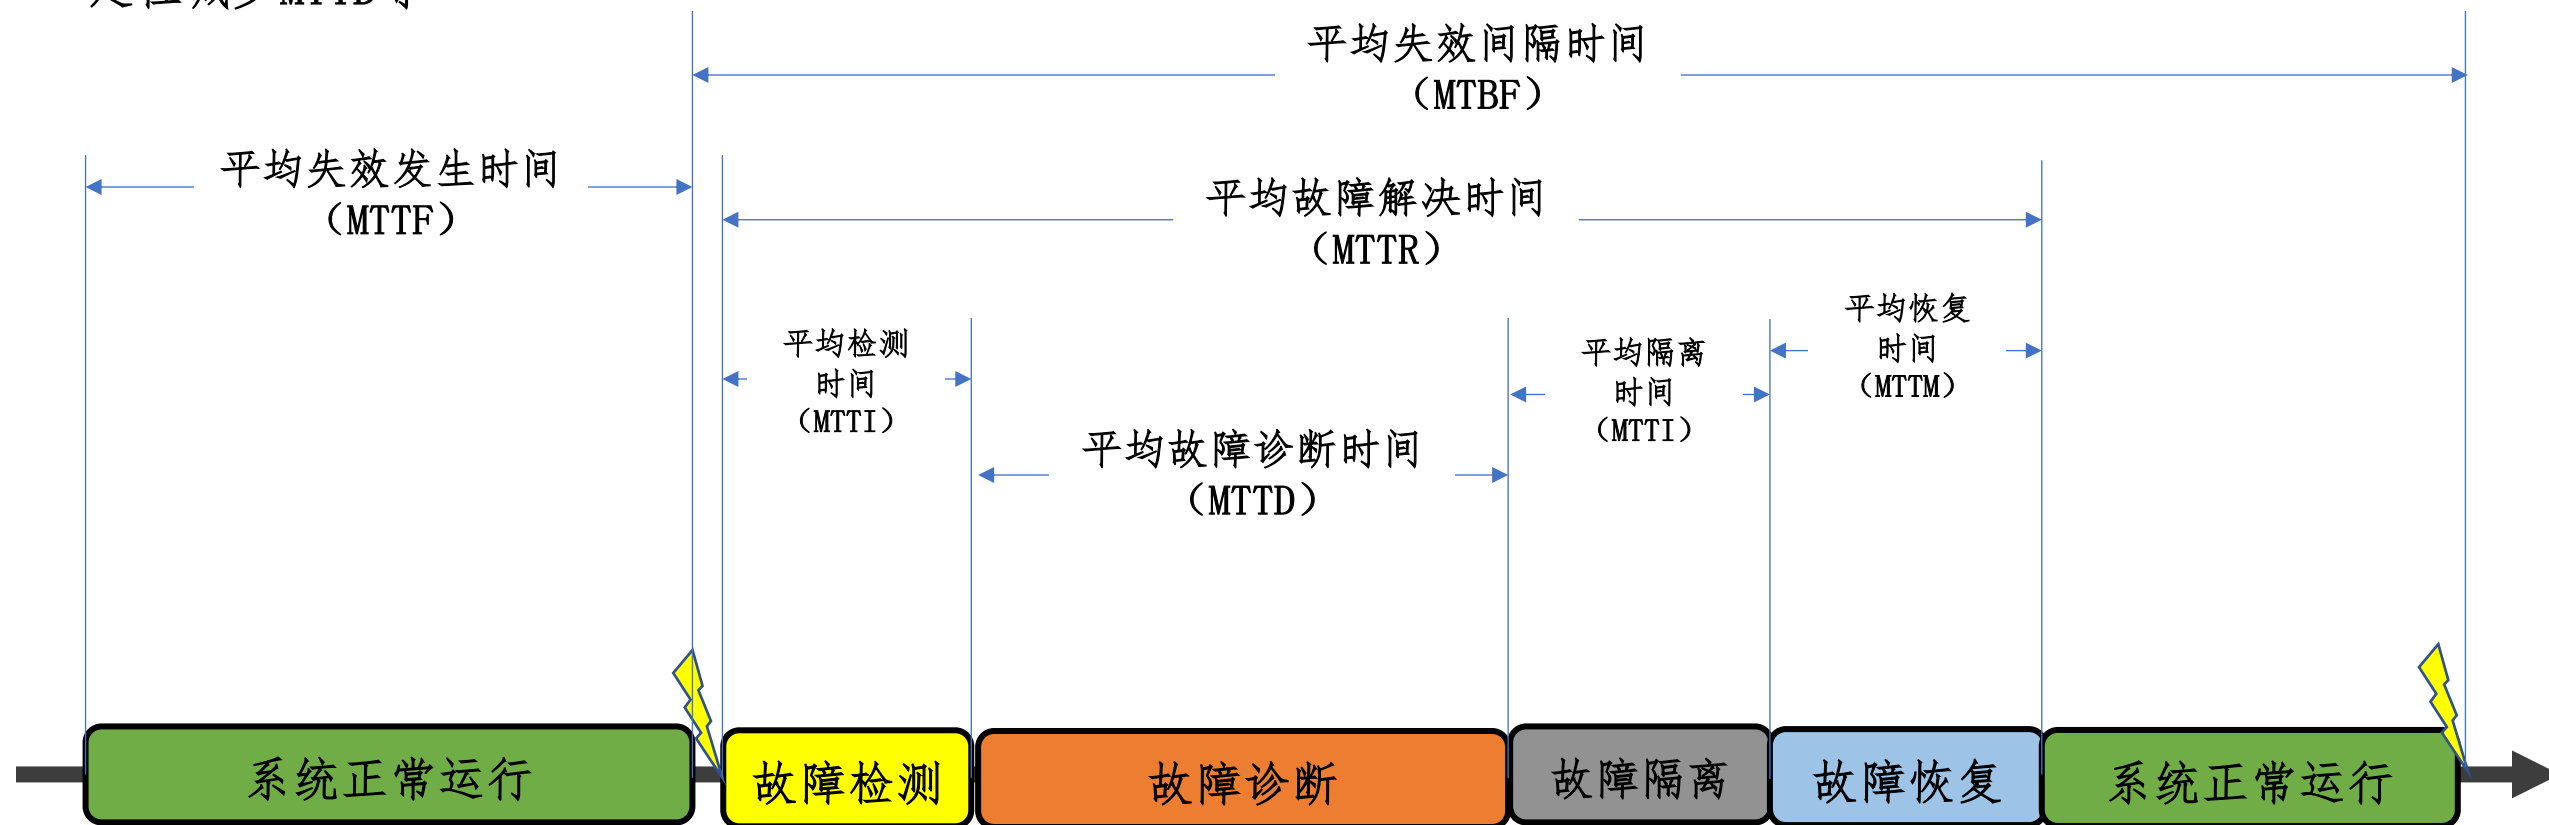 MTTD
平均失效间隔时间
（MTBF）
平均失效发生时间
（MTTF）
平均故障解决时间
（MTTR）
平均检测
时间
（MTTI）
平均故障诊断时间
（MTTD）
平均隔离
时间
（MTTI）
平均恢复
时间
（MTTM）
系统正常运行
故障检测
故障诊断
故障隔离
故障恢复
系统正常运行